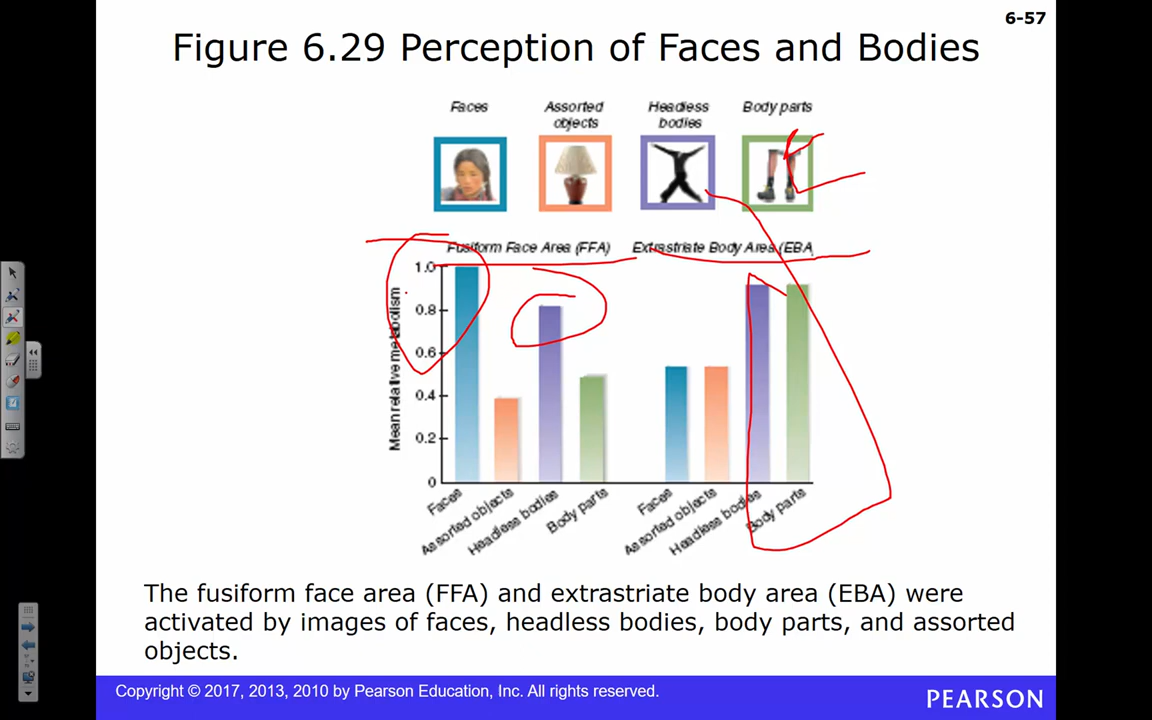 6-57
Figure 6.29 Perception of Faces and Bodies
Faces
Assorted
objects
Headless
bodies
Body parts
Fusiform Face Area (FFA)
Extrastriate Body Area (EBA
Mean relative metabolism
1.0
0.8
0.6
0.4
0.2
0
Faces
Assorted objects
Headless bodies
Body parts
Faces
Assorted objects
Headless bodies
Body parts
The fusiform face area (FFA) and extrastriate body area (EBA) were
activated by images of faces, headless bodies, body parts, and assorted
objects.
Copyright © 2017, 2013, 2010 by Pearson Education, Inc. All rights reserved.
PEARSON